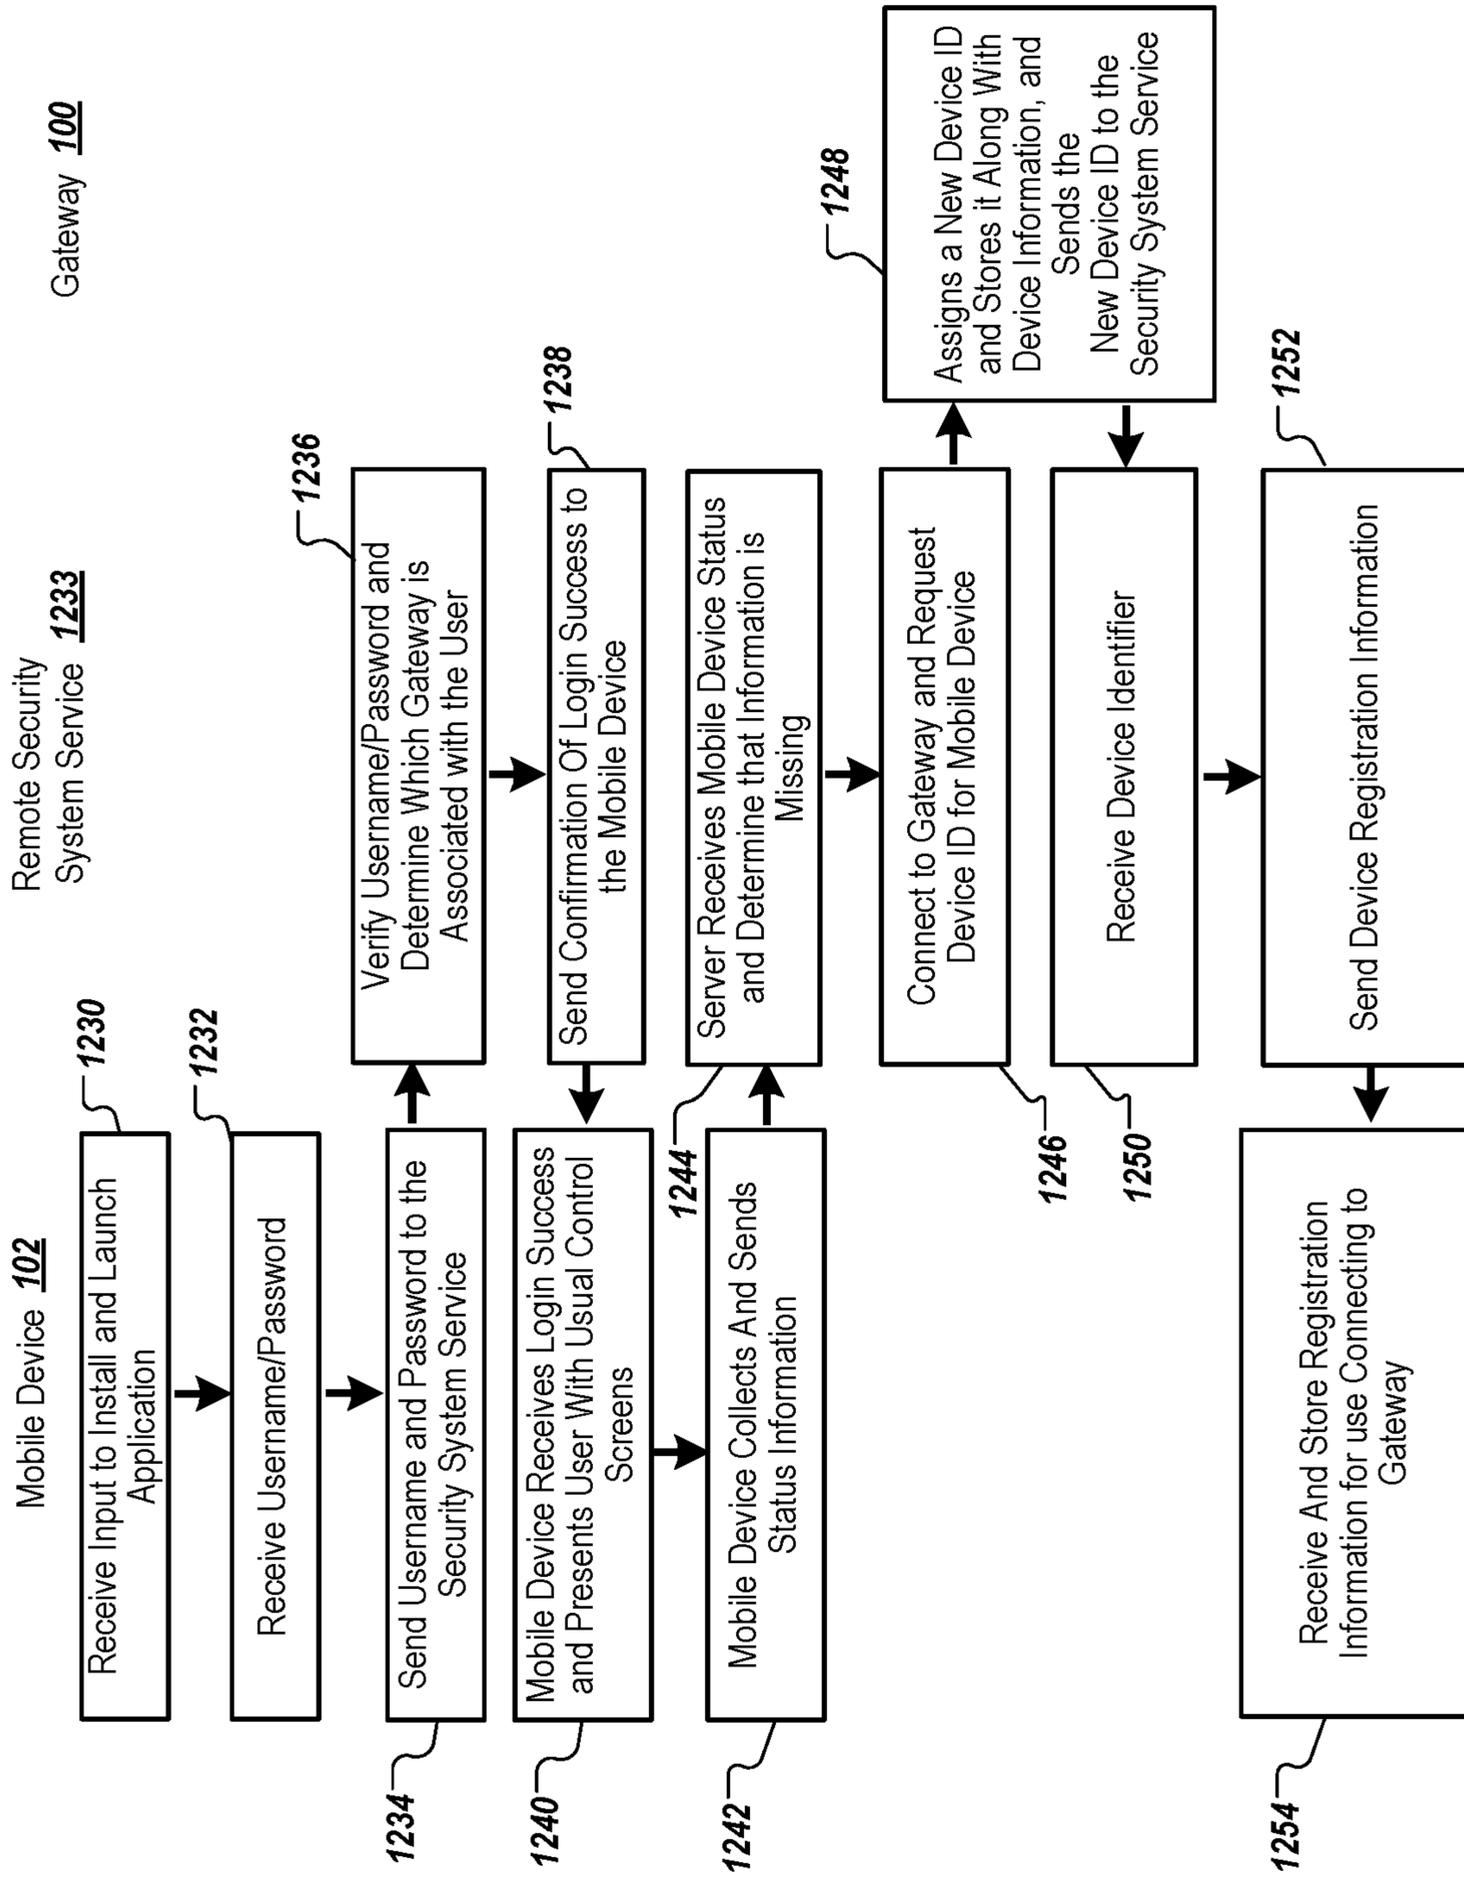 Mobile Device 102
Remote Security
System Service 1233
Gateway 100
1230
Receive Input to Install and Launch
Application
1232
Receive Username/Password
1234
Send Username and Password to the
Security System Service
1236
Verify Username/Password and
Determine Which Gateway is
Associated with the User
1238
Send Confirmation Of Login Success to
the Mobile Device
1240
Mobile Device Receives Login Success
and Presents User With Usual Control
Screens
1242
Mobile Device Collects And Sends
Status Information
1244
Server Receives Mobile Device Status
and Determine that Information is
Missing
1246
Connect to Gateway and Request
Device ID for Mobile Device
1248
Assigns a New Device ID
and Stores it Along With
Device Information, and
Sends the
New Device ID to the
Security System Service
1250
Receive Device Identifier
1252
Send Device Registration Information
1254
Receive And Store Registration
Information for use Connecting to
Gateway